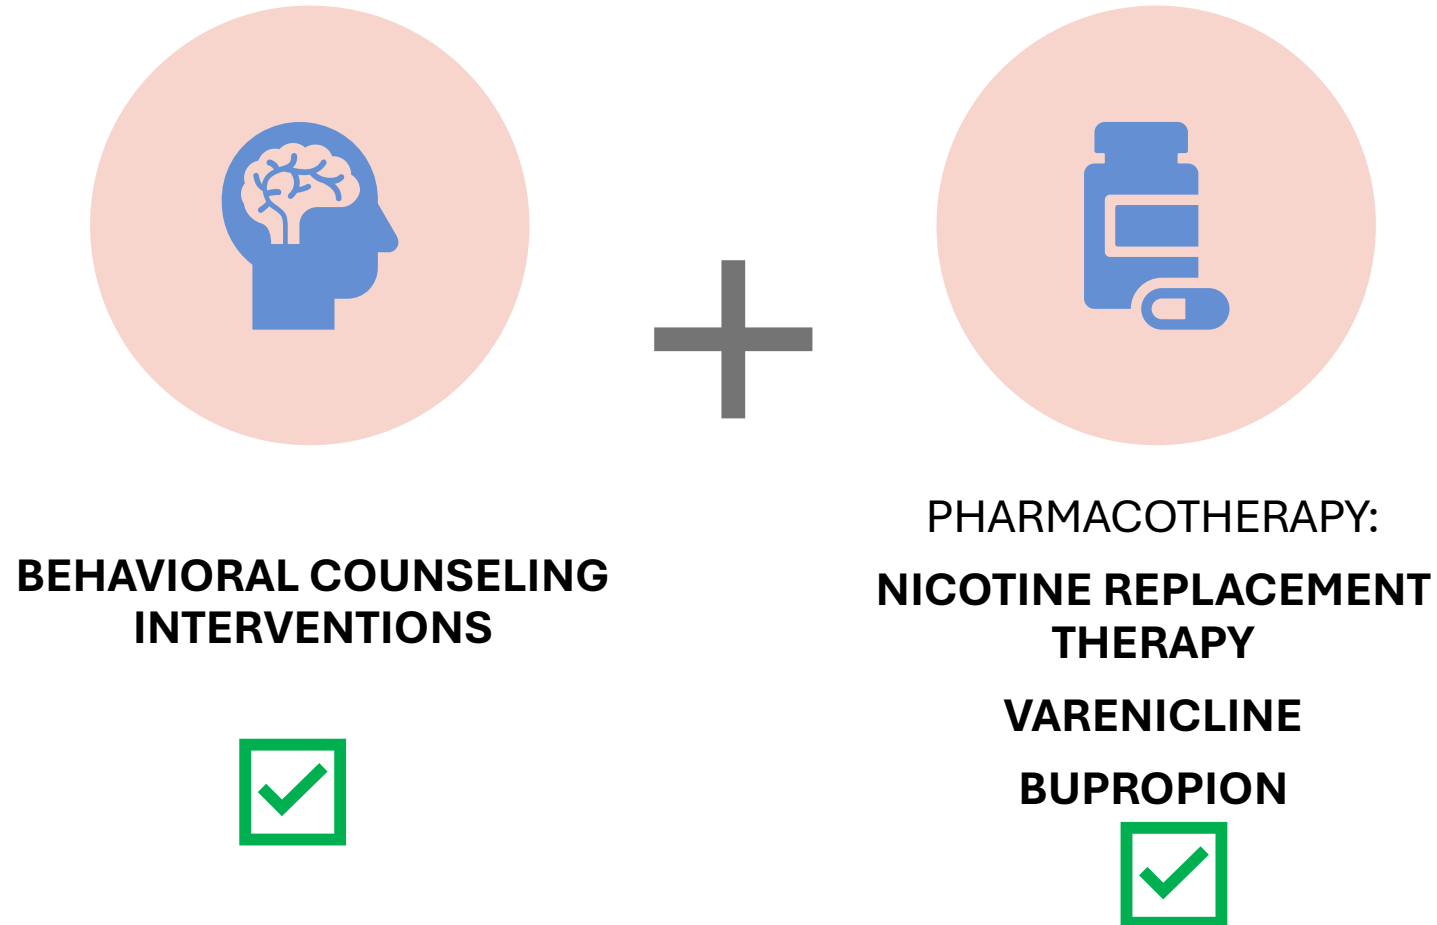 BEHAVIORAL COUNSELING
INTERVENTIONS
PHARMACOTHERAPY:
NICOTINE REPLACEMENT
THERAPY
VARENICLINE
BUPROPION